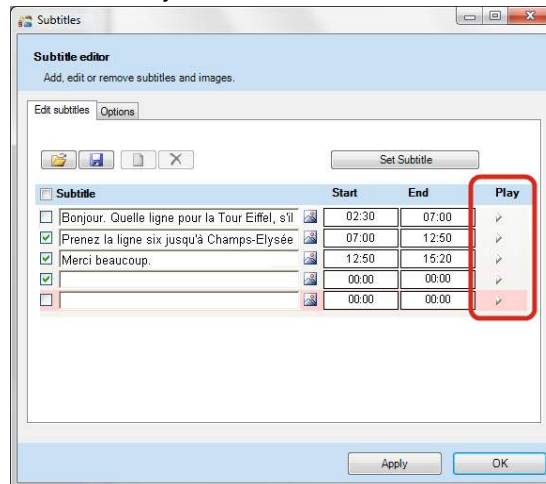 Subtitles
Subtitle editor
Add, edit or remove subtitles and images.
Edit subtitles Options
Set Subtitle
Subtitle Start End Play
Bonjour. Quelle ligne pour la Tour Eiffel, s'il 02:30 07:00
Prenez la ligne six jusqu'à Champs-Elysée 07:00 12:50
Merci beaucoup. 12:50 15:20
00:00 00:00
00:00 00:00
Apply OK